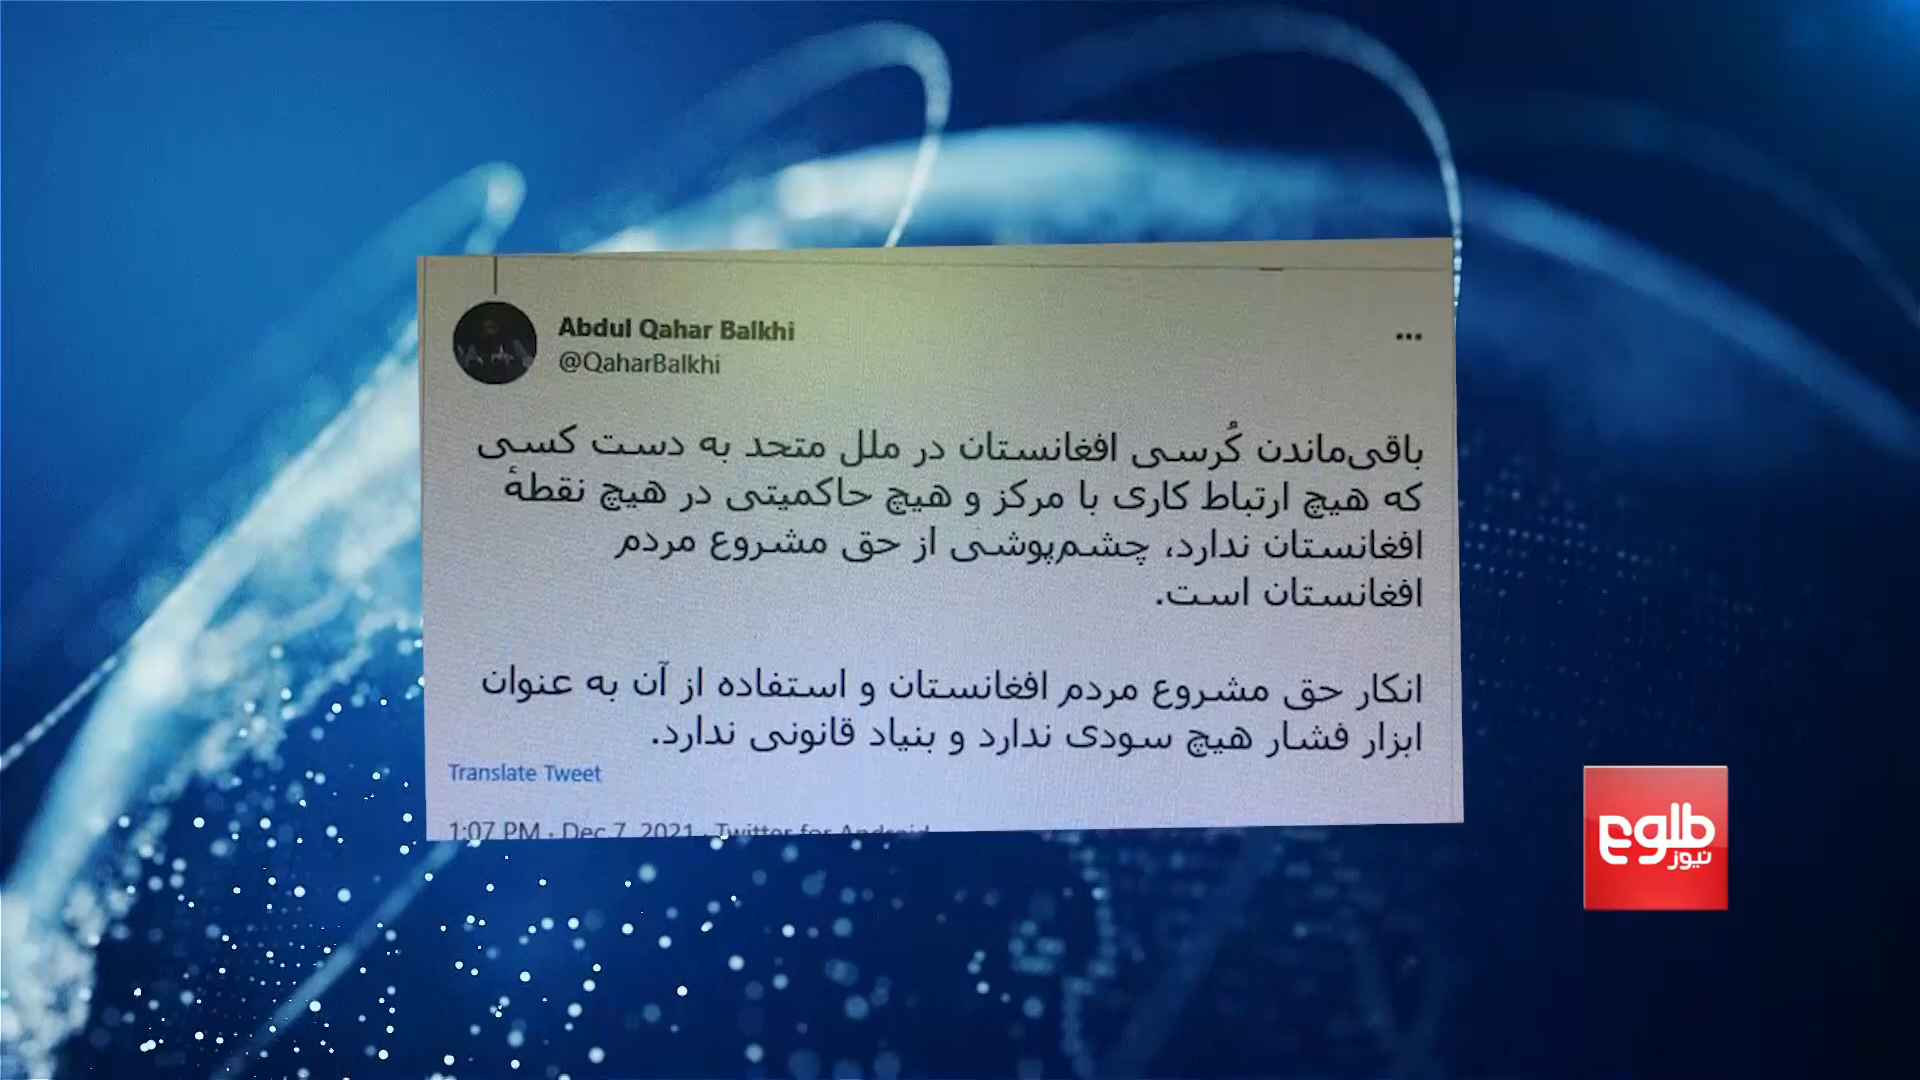 Abdul Qahar Balkhi
...
@QaharBalkhi
باقی‌ماندن کُرسی افغانستان در ملل متحد به دست کسی
که هیچ ارتباط کاری با مرکز و هیچ حاکمیتی در هیچ نقطهٔ
افغانستان ندارد، چشم‌پوشی از حق مشروع مردم
افغانستان است.
انکار حق مشروع مردم افغانستان و استفاده از آن به عنوان
ابزار فشار هیچ سودی ندارد و بنیاد قانونی ندارد.
Translate Tweet
1:07 PM · Dec 7, 2021 · Twitter for Android
طلوع
نیوز